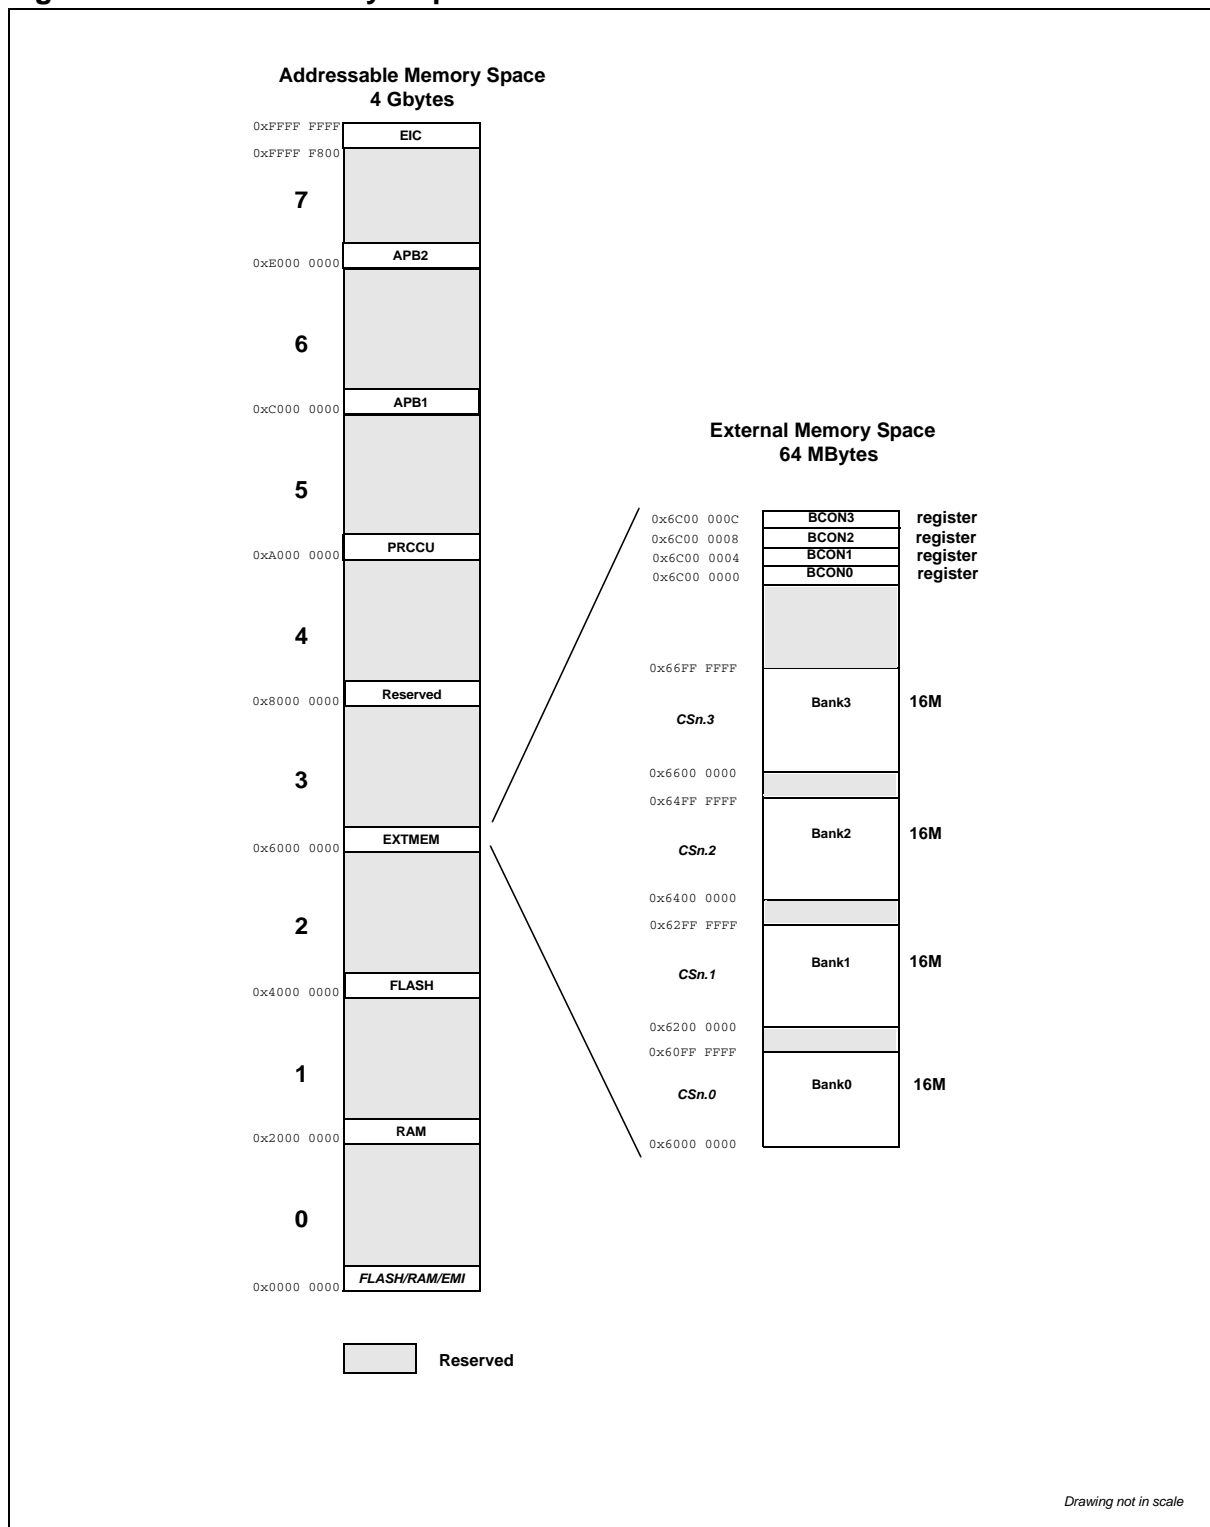 Addressable Memory Space
4 Gbytes
0xFFFF FFFF
EIC
0xFFFF F800
7
APB2
0xE000 0000
6
APB1
0xC000 0000
5
PRCCU
0xA000 0000
4
Reserved
0x8000 0000
3
EXTMEM
0x6000 0000
2
FLASH
0x4000 0000
1
RAM
0x2000 0000
0
FLASH/RAM/EMI
0x0000 0000
Reserved
External Memory Space
64 MBytes
0x6C00 000C BCON3 register
0x6C00 0008 BCON2 register
0x6C00 0004 BCON1 register
0x6C00 0000 BCON0 register
0x66FF FFFF
Bank3 16M
CSn.3
0x6600 0000
0x64FF FFFF
Bank2 16M
CSn.2
0x6400 0000
0x62FF FFFF
Bank1 16M
CSn.1
0x6200 0000
0x60FF FFFF
Bank0 16M
CSn.0
0x6000 0000
Drawing not in scale